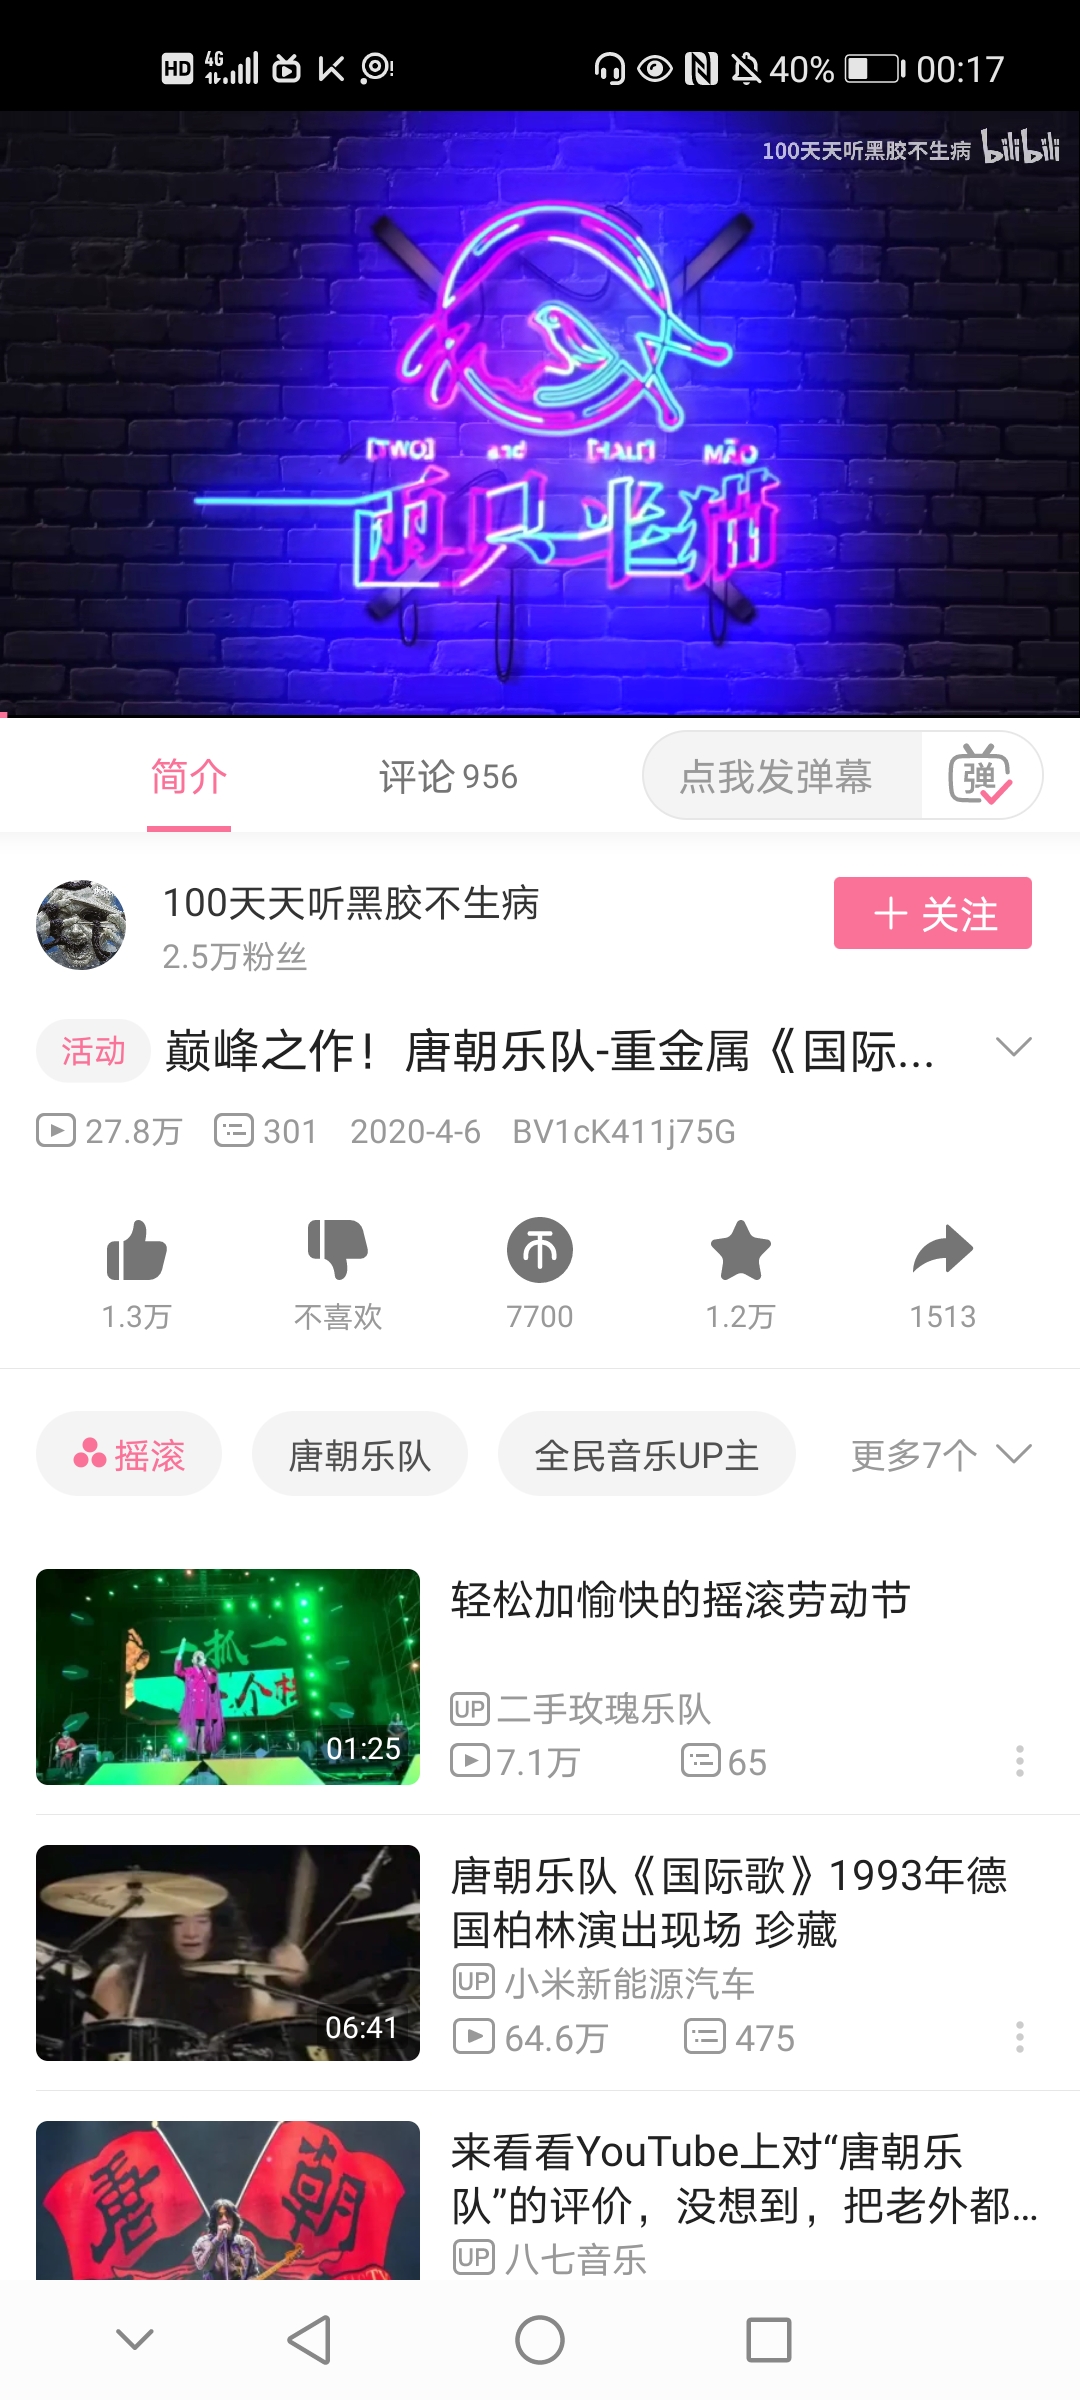 HD 4G 40% 00:17
100天天听黑胶不生病 bilibili
[TWO] and [HALF] MÃO
两只半猫
简介 评论 956 点我发弹幕 弹
100天天听黑胶不生病
2.5万粉丝
+ 关注
活动 巅峰之作！唐朝乐队-重金属《国际...
27.8万 301 2020-4-6 BV1cK411j75G
1.3万 不喜欢 7700 1.2万 1513
摇滚 唐朝乐队 全民音乐UP主 更多7个
轻松加愉快的摇滚劳动节
一抓一
个
01:25
UP 二手玫瑰乐队
7.1万 65
唐朝乐队《国际歌》1993年德
国柏林演出现场 珍藏
06:41
UP 小米新能源汽车
64.6万 475
唐 朝
来看看YouTube上对“唐朝乐
队”的评价，没想到，把老外都...
UP 八七音乐